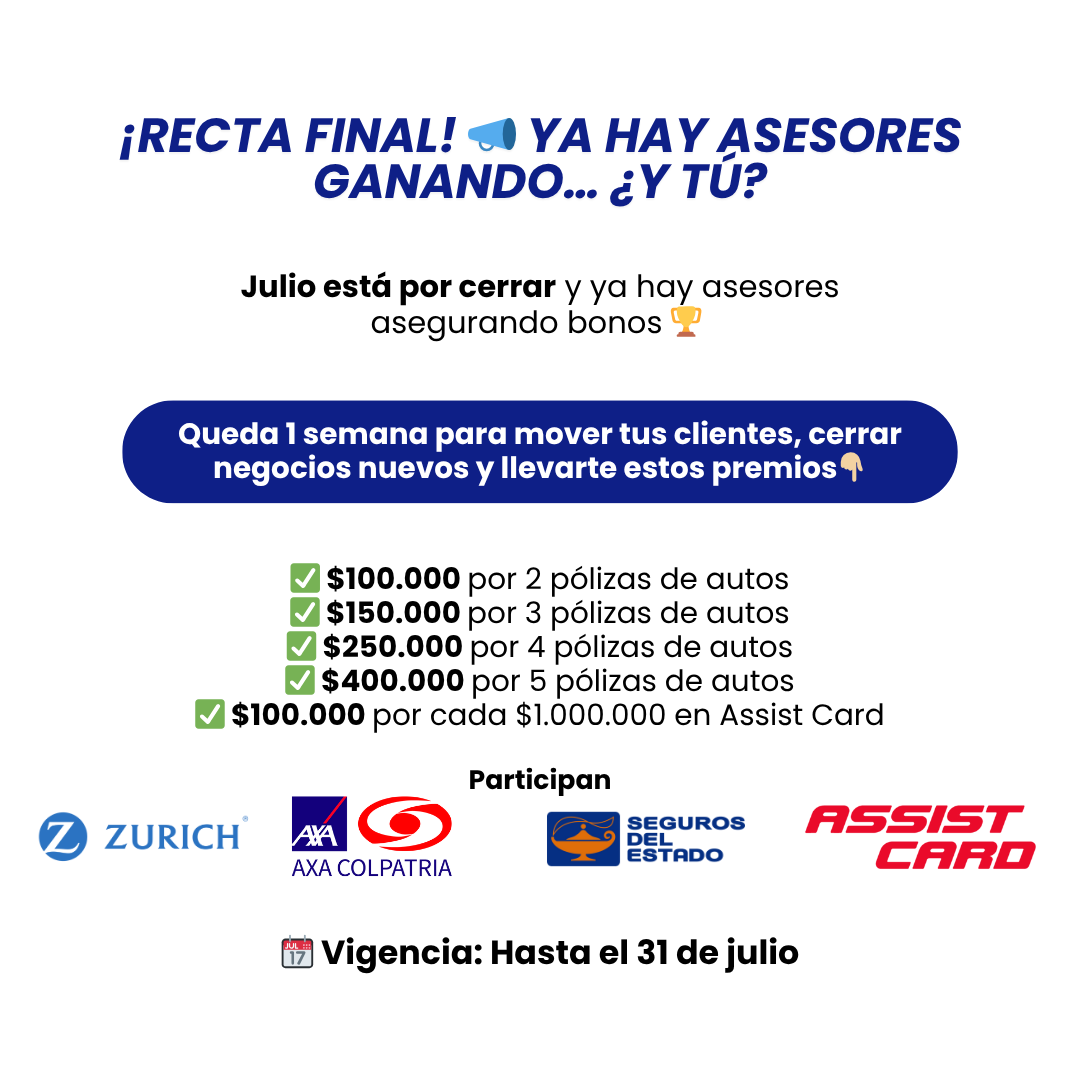 ¡RECTA FINAL! 📣 YA HAY ASESORES
GANANDO... ¿Y TÚ?
Julio está por cerrar y ya hay asesores
asegurando bonos 🏆
Queda 1 semana para mover tus clientes, cerrar
negocios nuevos y llevarte estos premios👇🏼
✅ $100.000 por 2 pólizas de autos
✅ $150.000 por 3 pólizas de autos
✅ $250.000 por 4 pólizas de autos
✅ $400.000 por 5 pólizas de autos
✅ $100.000 por cada $1.000.000 en Assist Card
Participan
Z ZURICH®
AXA
AXA COLPATRIA
SEGUROS
DEL
ESTADO
ASSIST
CARD
📅 Vigencia: Hasta el 31 de julio